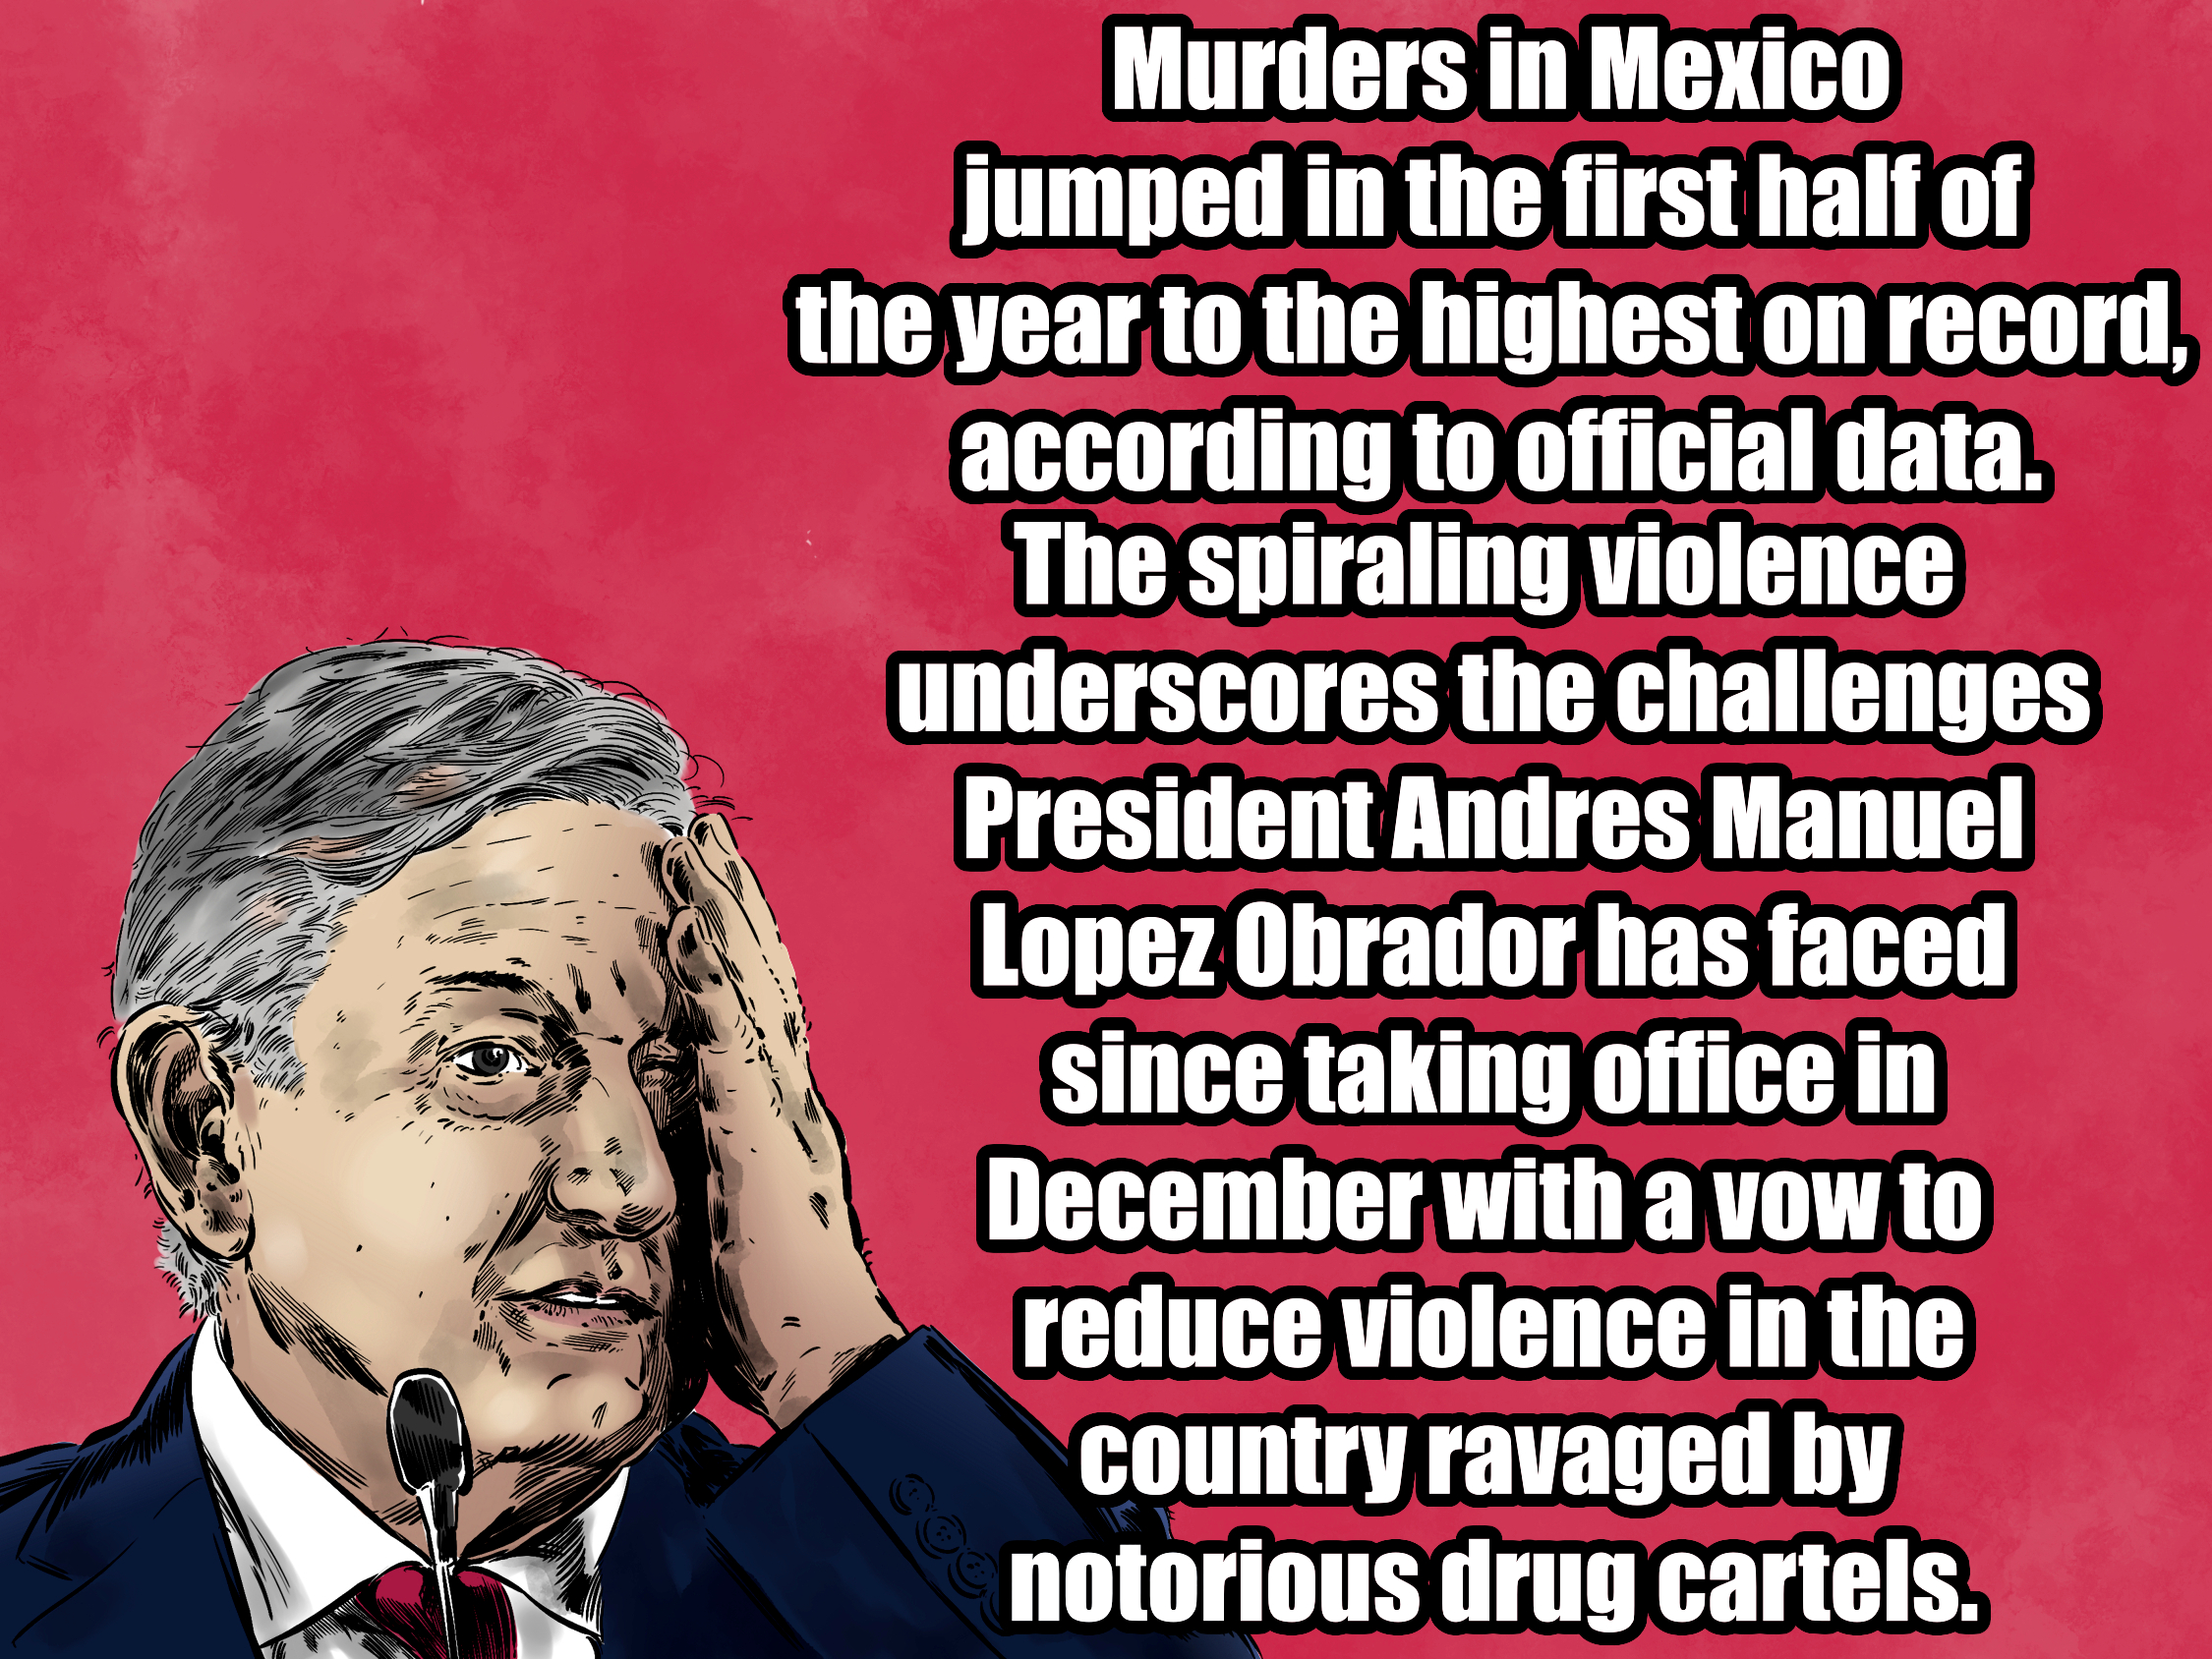 Murders in Mexico
jumped in the first half of
the year to the highest on record,
according to official data.
The spiraling violence
underscores the challenges
President Andres Manuel
Lopez Obrador has faced
since taking office in
December with a vow to
reduce violence in the
country ravaged by
notorious drug cartels.